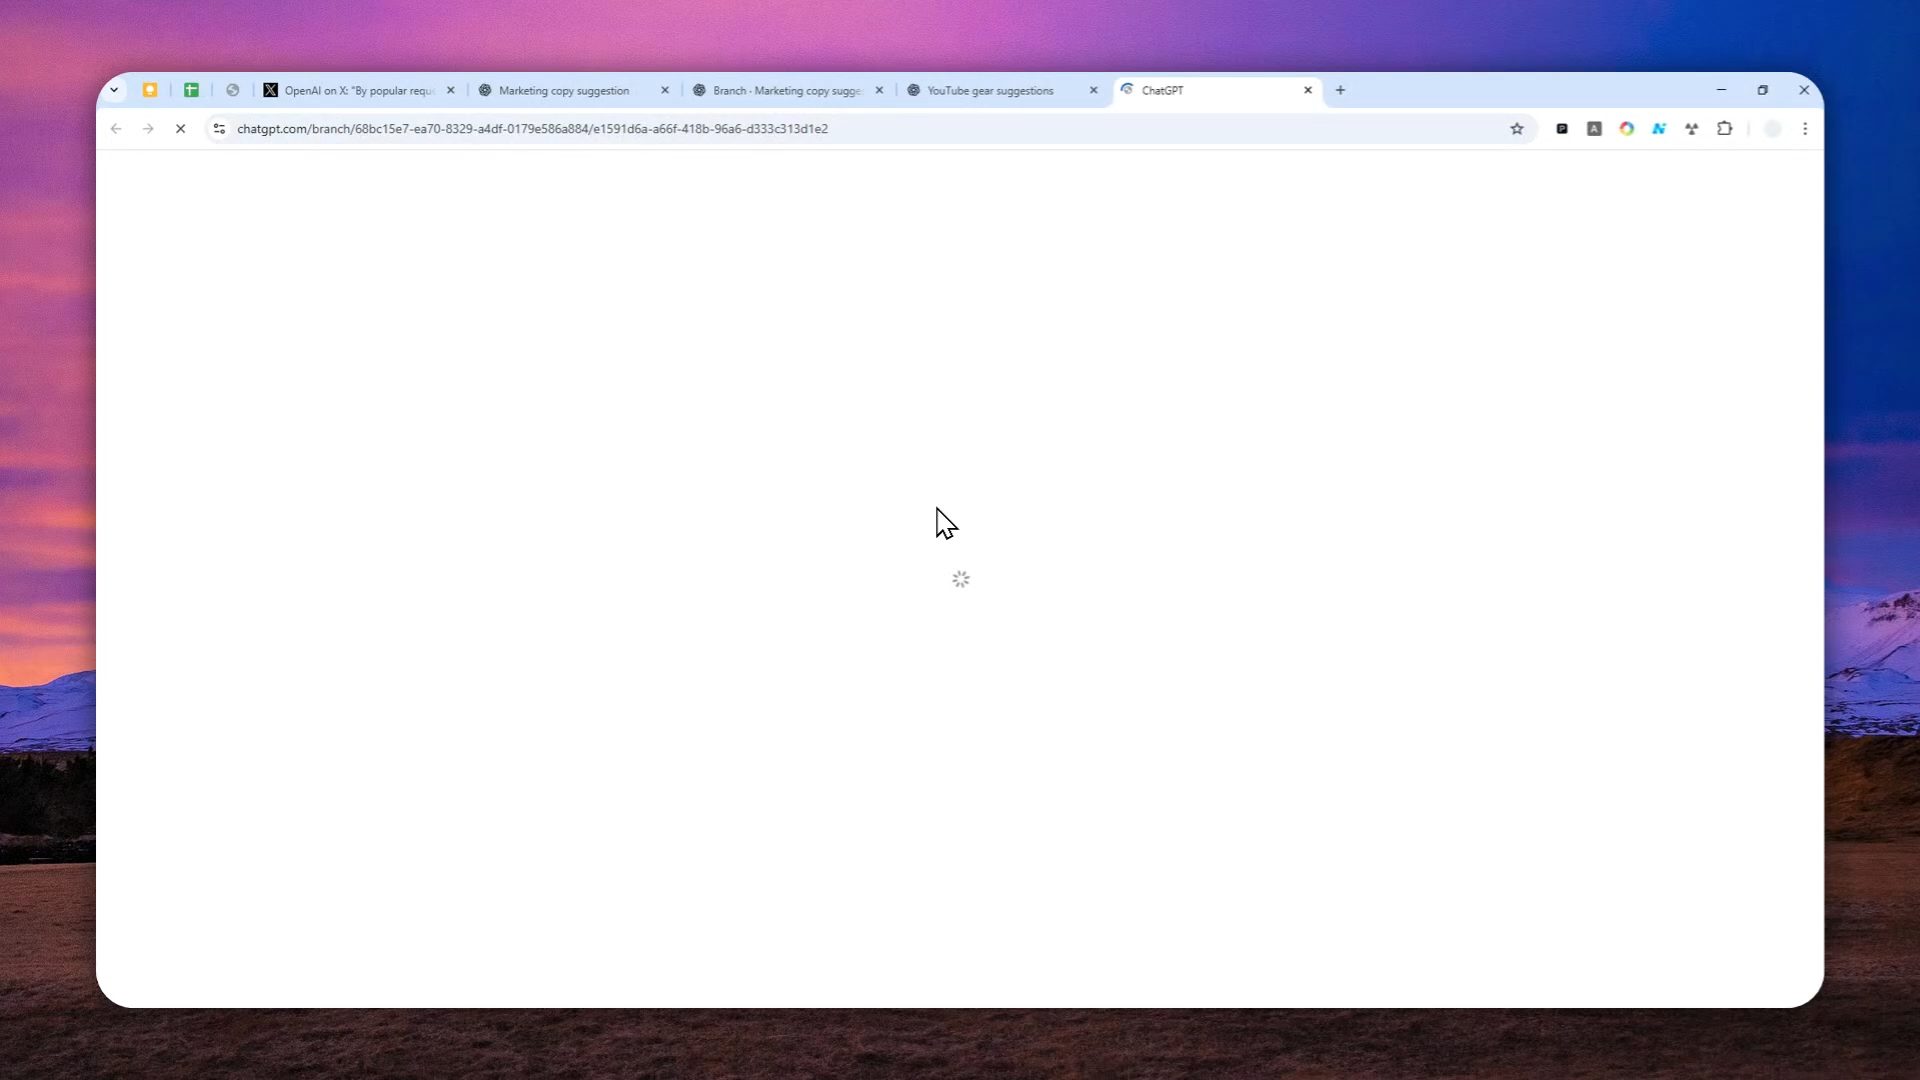 OpenAI on X: "By popular reque
Marketing copy suggestion
Branch · Marketing copy sugge
YouTube gear suggestions
ChatGPT
chatgpt.com/branch/68bc15e7-ea70-8329-a4df-0179e586a884/e1591d6a-a66f-418b-96a6-d333c313d1e2